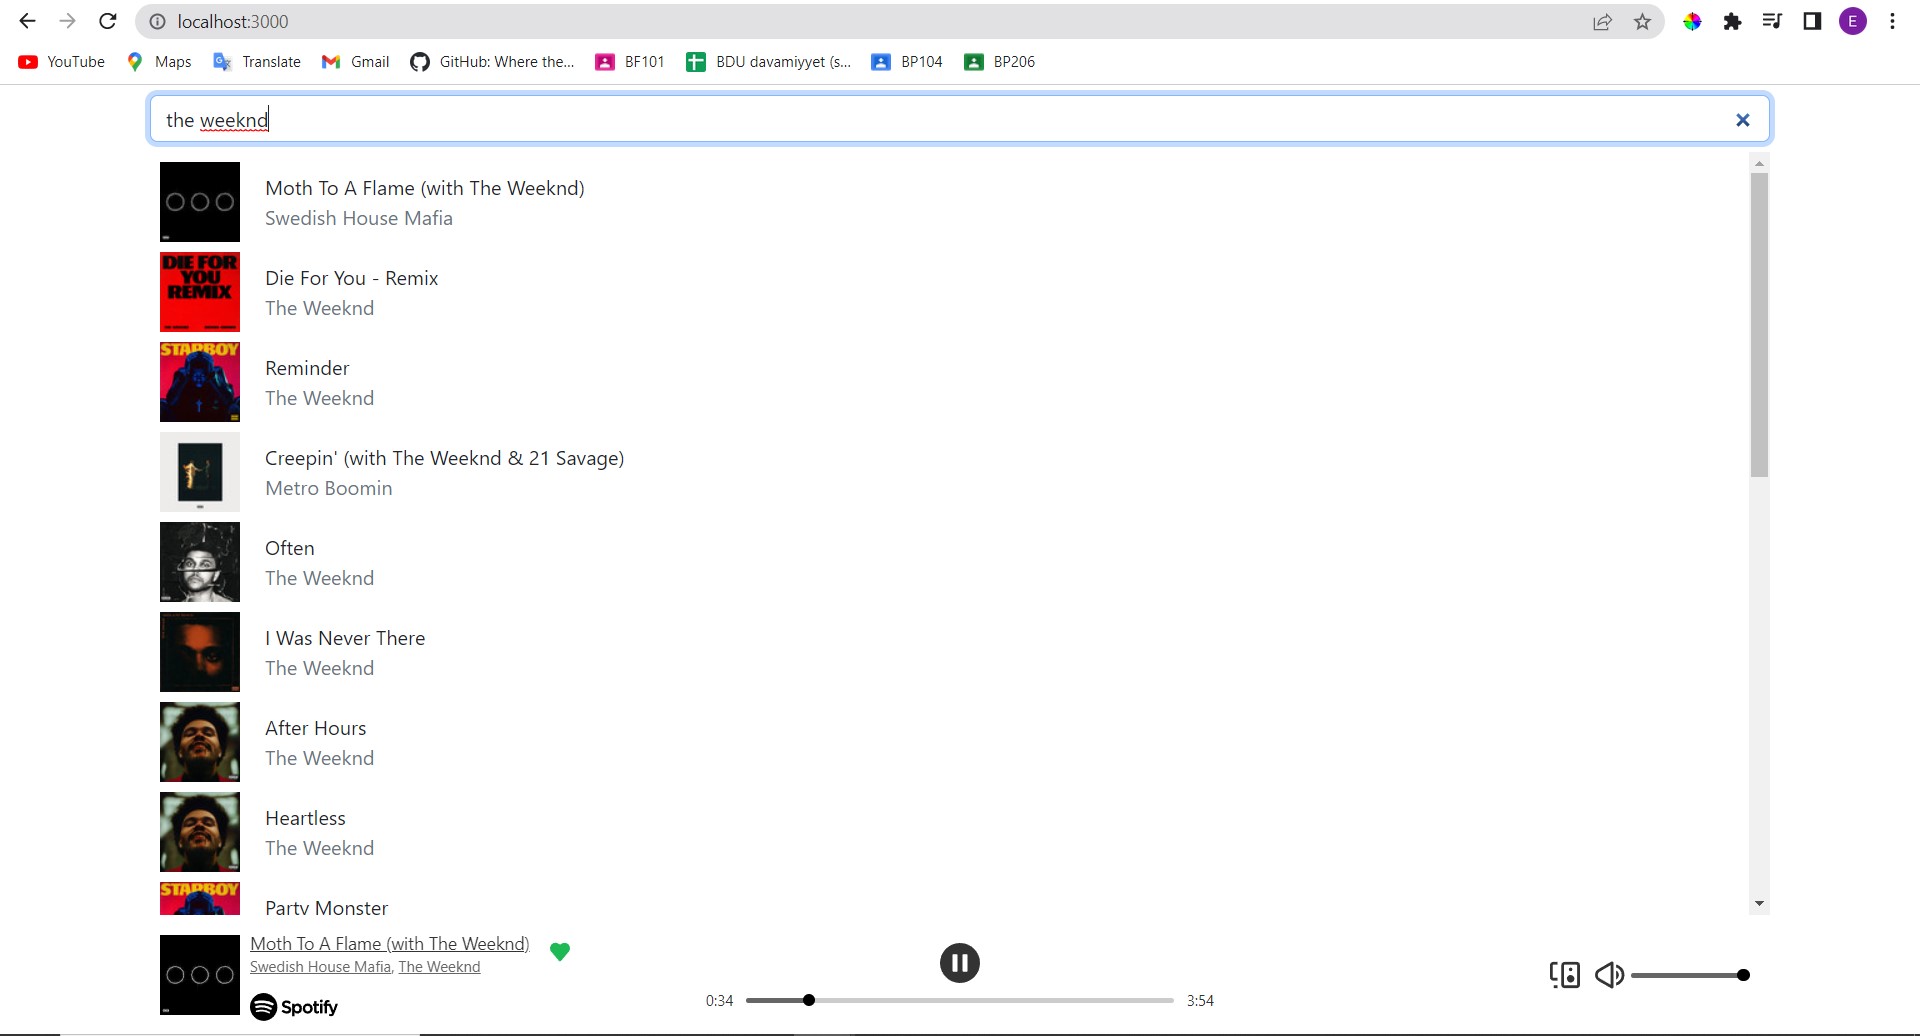 localhost:3000
E
YouTube Maps Translate Gmail GitHub: Where the... BF101 BDU davamiyyet (s... BP104 BP206
the weeknd
Moth To A Flame (with The Weeknd)
Swedish House Mafia
DIE FOR
YOU
REMIX
Die For You - Remix
The Weeknd
STARBOY
Reminder
The Weeknd
Creepin' (with The Weeknd & 21 Savage)
Metro Boomin
Often
The Weeknd
I Was Never There
The Weeknd
After Hours
The Weeknd
Heartless
The Weeknd
STARBOY
Party Monster
Moth To A Flame (with The Weeknd)
Swedish House Mafia, The Weeknd
Spotify
0:34
3:54